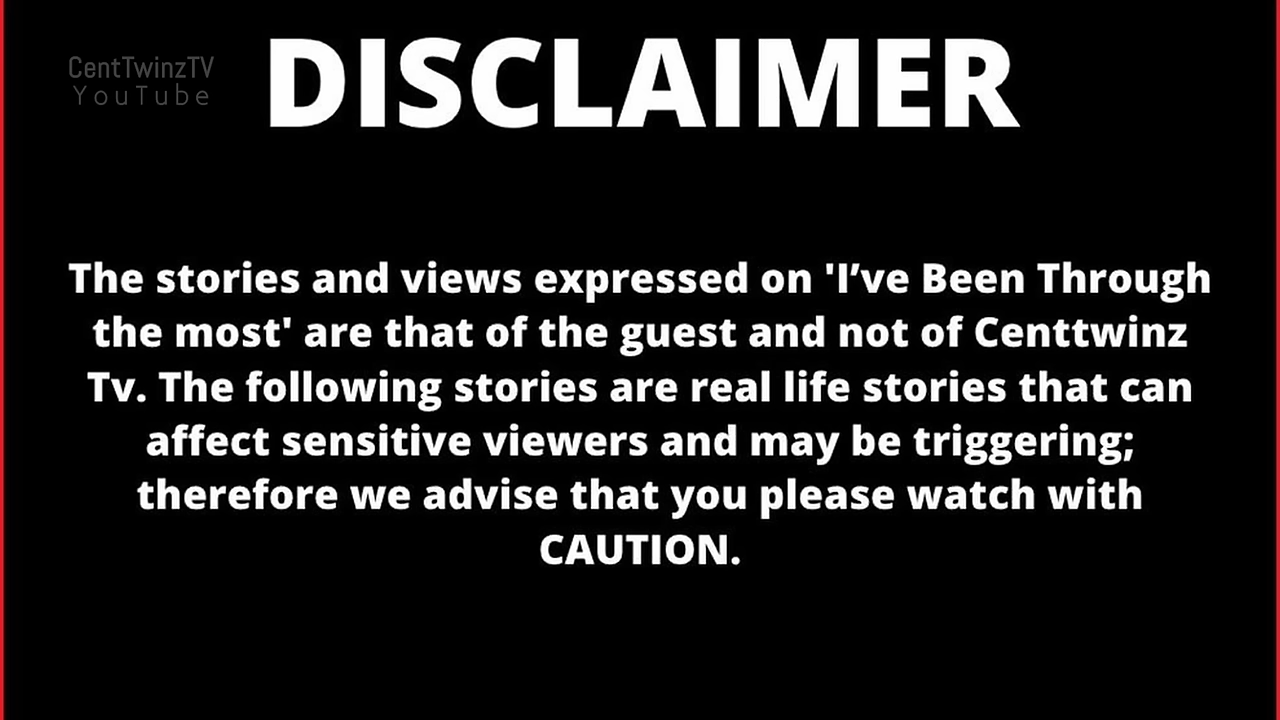 CentTwinzTV
YouTube
DISCLAIMER
The stories and views expressed on 'I’ve Been Through
the most' are that of the guest and not of Centtwinz
Tv. The following stories are real life stories that can
affect sensitive viewers and may be triggering;
therefore we advise that you please watch with
CAUTION.